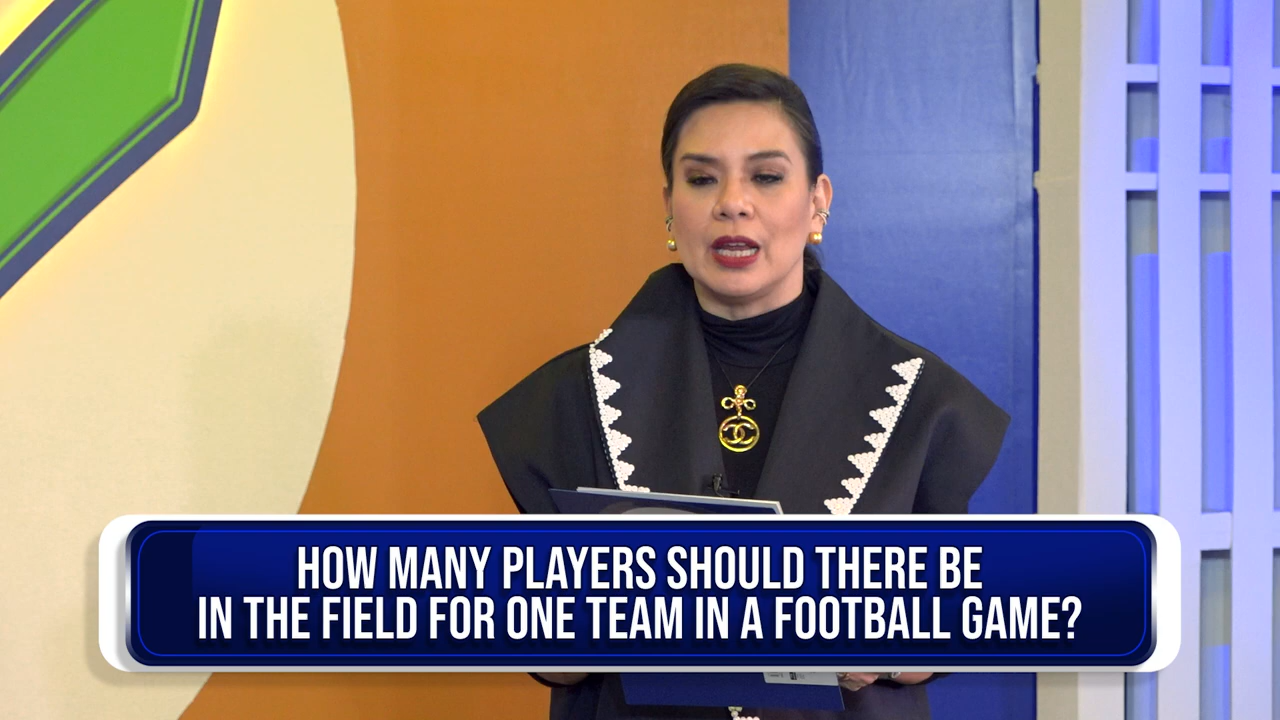 HOW MANY PLAYERS SHOULD THERE BE
IN THE FIELD FOR ONE TEAM IN A FOOTBALL GAME?